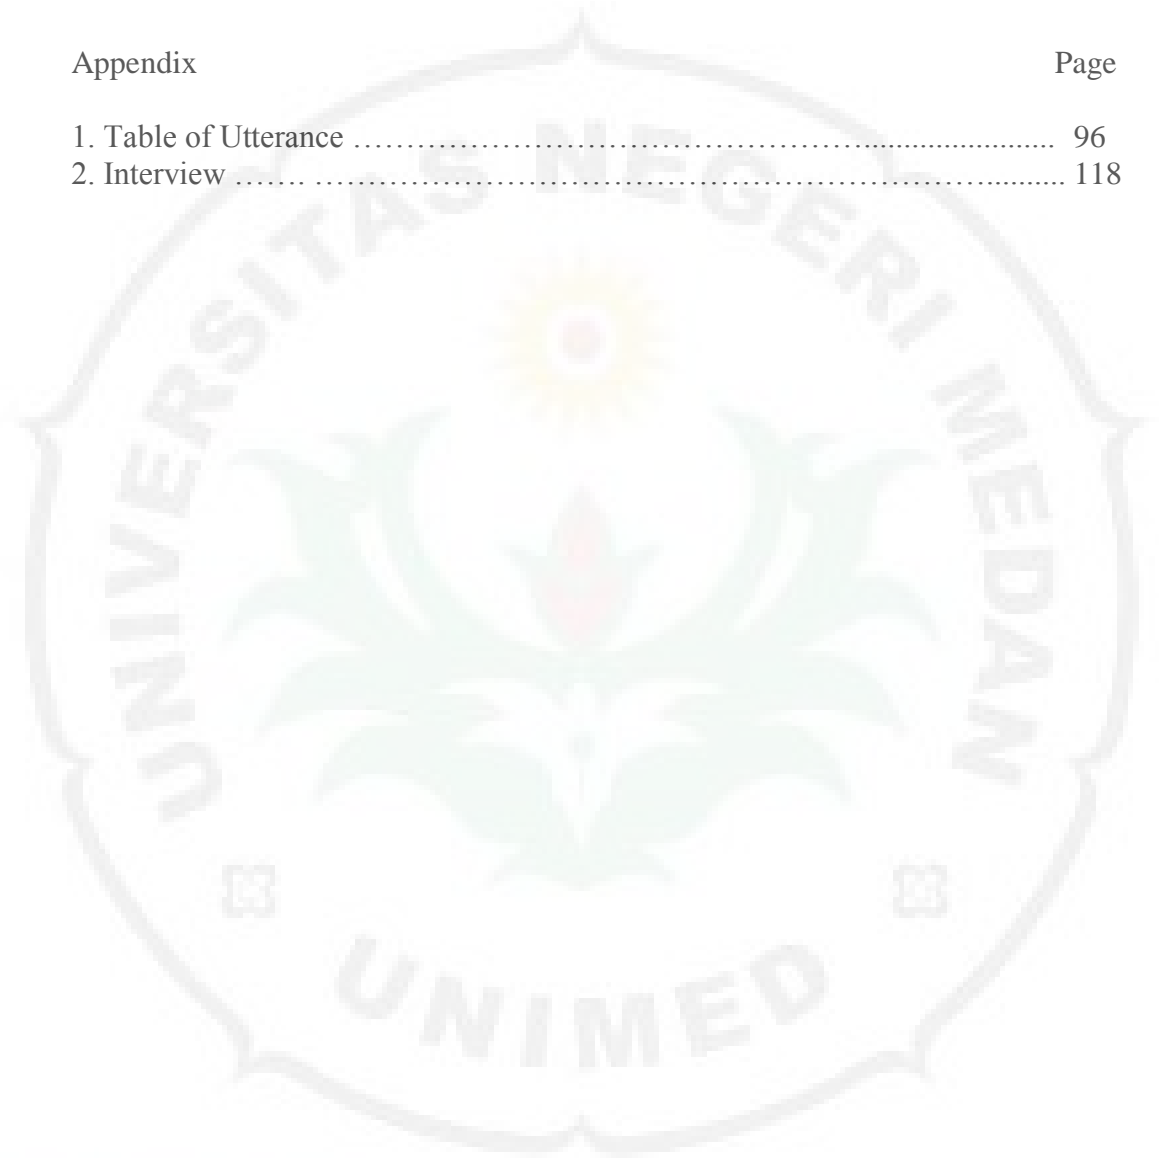 Appendix Page
1. Table of Utterance ……………………………………………............................ 96
2. Interview ……. …………………………………………………………….......... 118
UNIVERSITAS NEGERI MEDAN
UNIMED